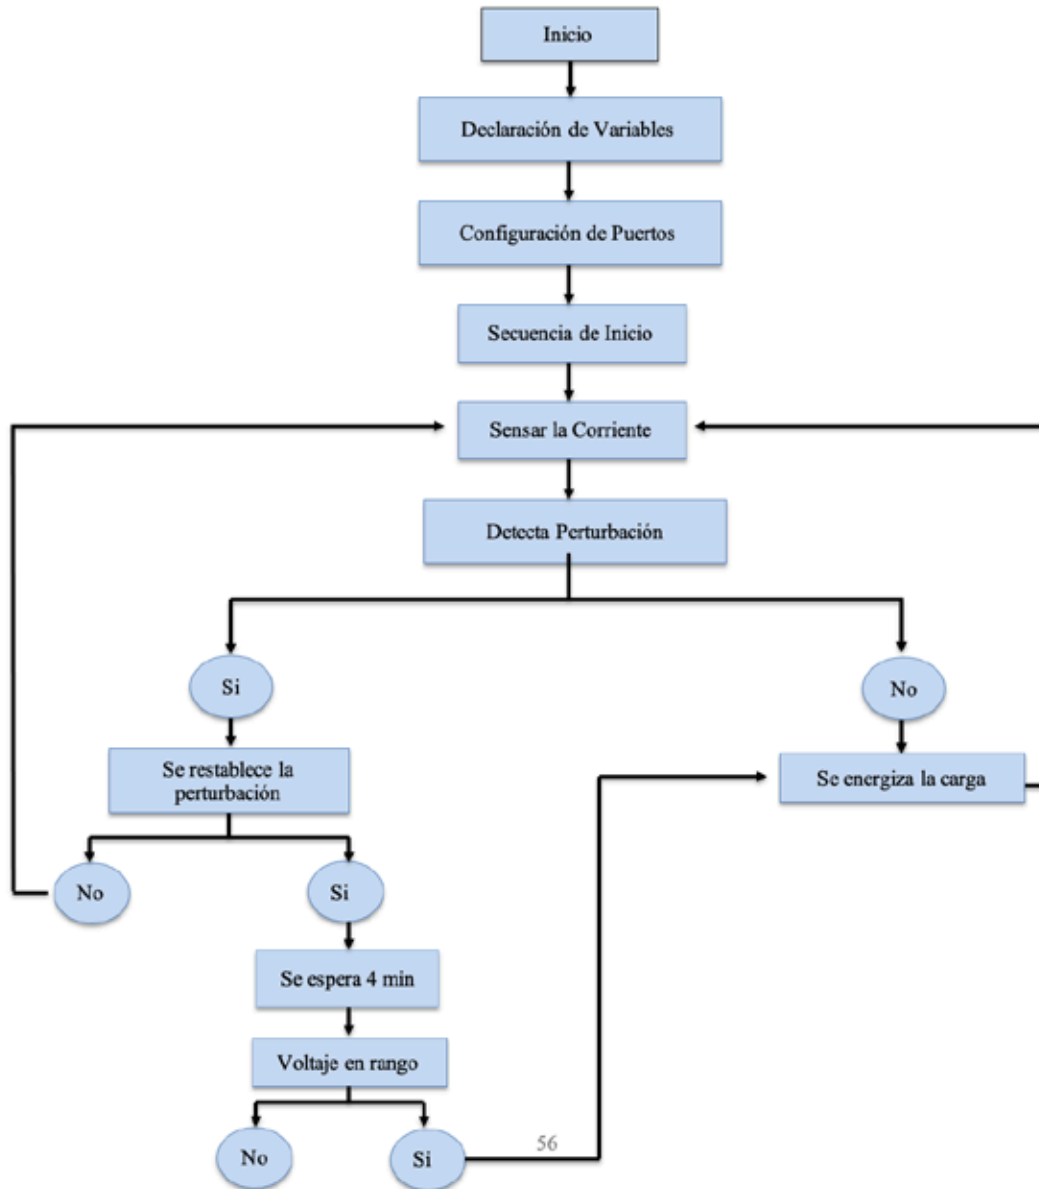 Inicio
Declaración de Variables
Configuración de Puertos
Secuencia de Inicio
Sensar la Corriente
Detecta Perturbación
Si
No
Se restablece la
perturbación
Se energiza la carga
No
Si
Se espera 4 min
Voltaje en rango
56
No
Si